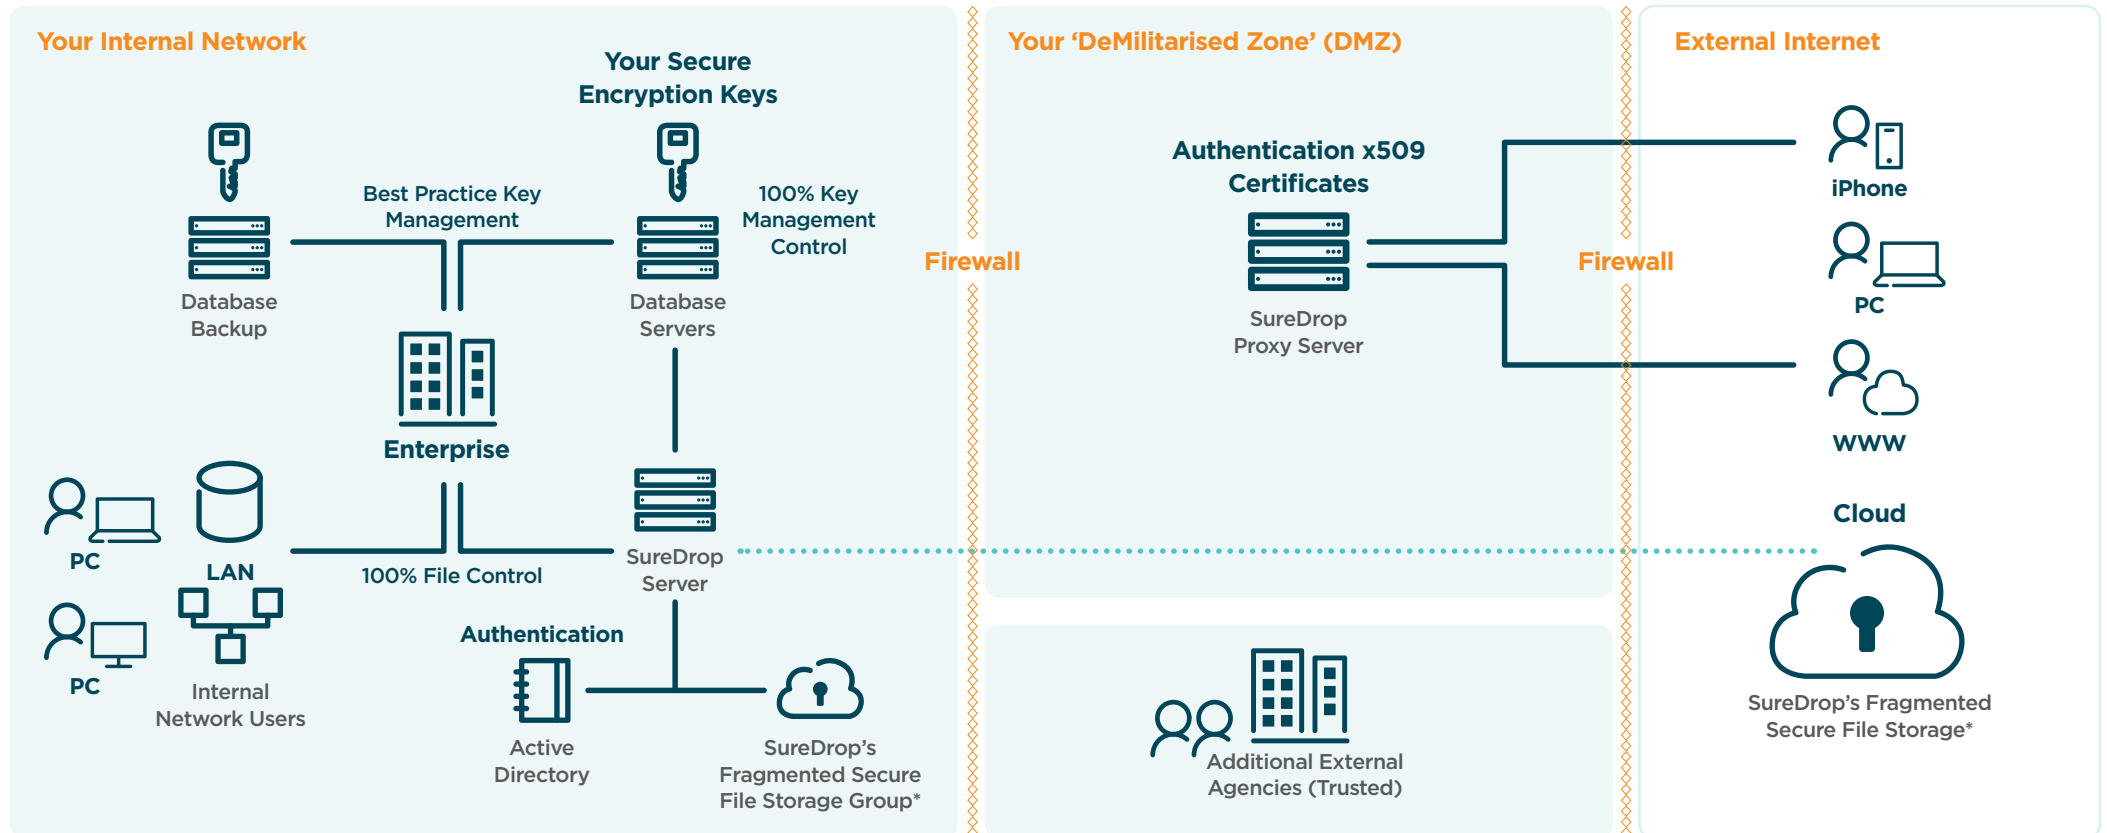 Your Internal Network
Your Secure
Encryption Keys
Best Practice Key
Management
100% Key
Management
Control
Database
Backup
Database
Servers
Enterprise
PC
LAN
PC
100% File Control
SureDrop
Server
Internal
Network Users
Authentication
Active
Directory
SureDrop's
Fragmented Secure
File Storage Group*
Firewall
Your ‘DeMilitarised Zone’ (DMZ)
Authentication x509
Certificates
SureDrop
Proxy Server
Additional External
Agencies (Trusted)
Firewall
External Internet
iPhone
PC
WWW
Cloud
SureDrop’s Fragmented
Secure File Storage*